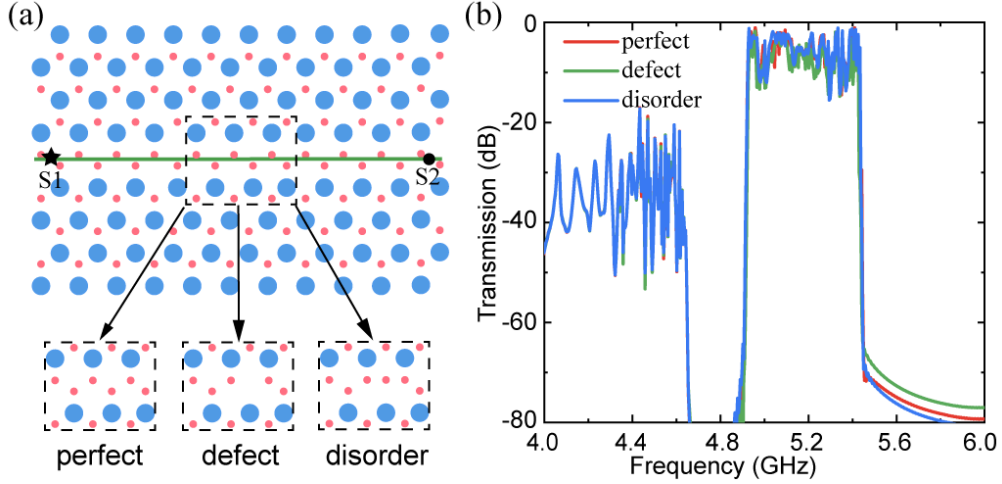 (a)
S1
S2
perfect
defect
disorder
(b)
Transmission (dB)
0
-20
-40
-60
-80
perfect
defect
disorder
4.0
4.4
4.8
5.2
5.6
6.0
Frequency (GHz)